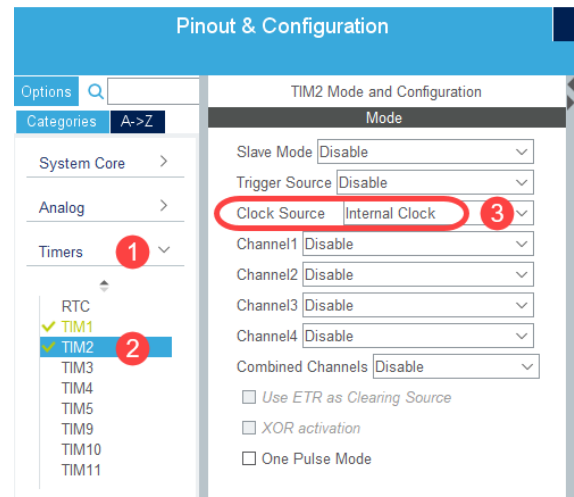 Pinout & Configuration
Options
Categories A->Z
System Core
Analog
Timers 1
RTC
TIM1
TIM2 2
TIM3
TIM4
TIM5
TIM9
TIM10
TIM11
TIM2 Mode and Configuration
Mode
Slave Mode Disable
Trigger Source Disable
Clock Source Internal Clock 3
Channel1 Disable
Channel2 Disable
Channel3 Disable
Channel4 Disable
Combined Channels Disable
Use ETR as Clearing Source
XOR activation
One Pulse Mode